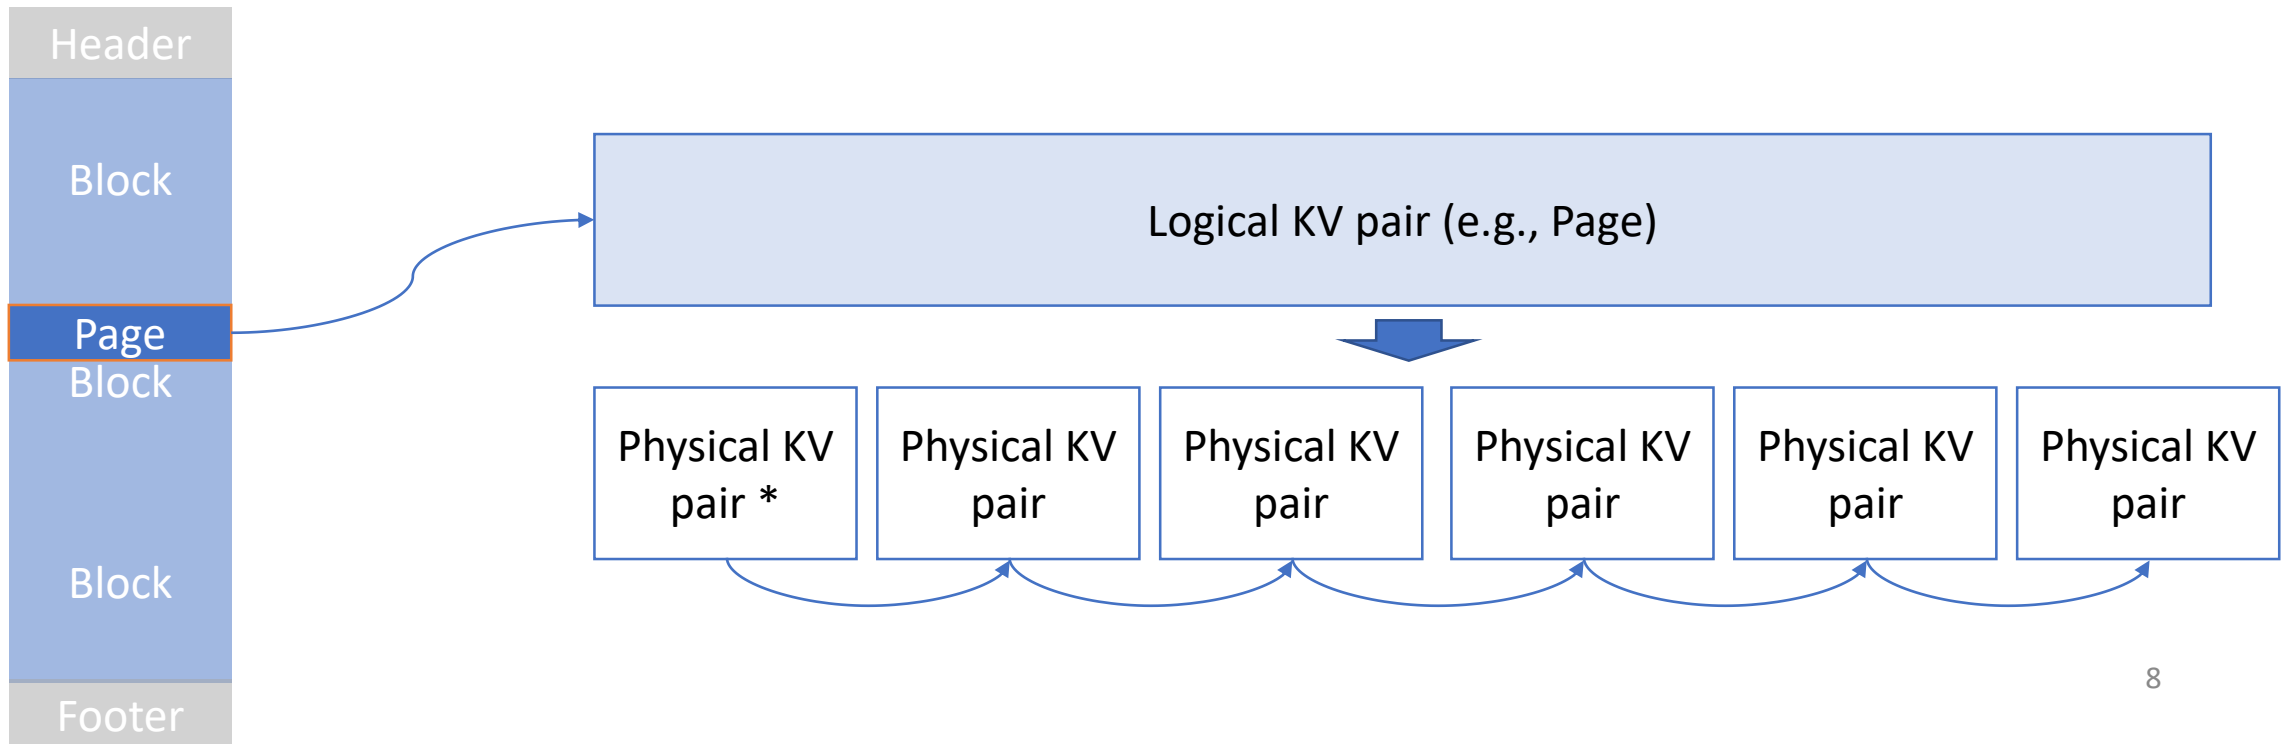 Header
Block
Page
Block
Block
Footer
Logical KV pair (e.g., Page)
Physical KV
pair *
Physical KV
pair
Physical KV
pair
Physical KV
pair
Physical KV
pair
Physical KV
pair
8